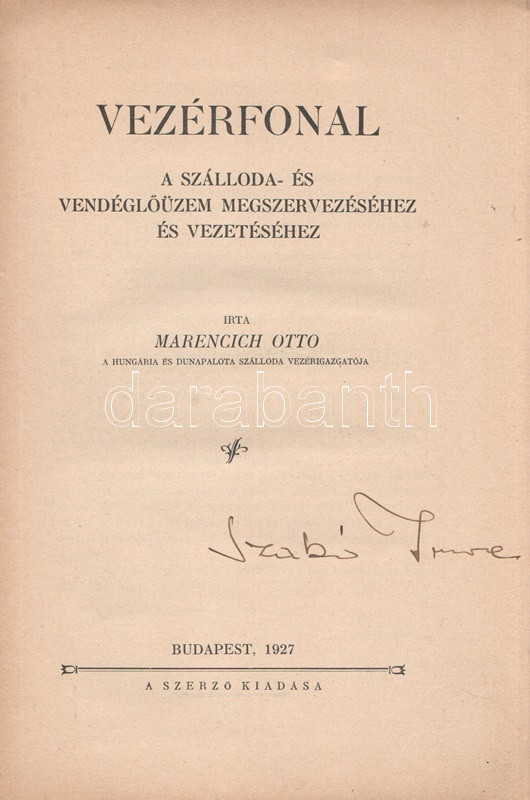 VEZÉRFONAL
A SZÁLLODA- ÉS
VENDÉGLŐÜZEM MEGSZERVEZÉSÉHEZ
ÉS VEZETÉSÉHEZ
IRTA
MARENCICH OTTO
A HUNGÁRIA ÉS DUNAPALOTA SZÁLLODA VEZÉRIGAZGATÓJA
darabanth
Szabó Imre
BUDAPEST, 1927
A SZERZŐ KIADÁSA